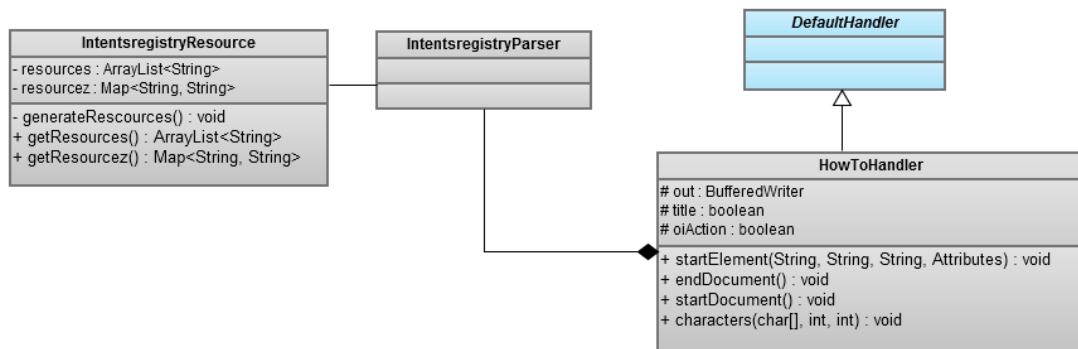 IntentsregistryResource
- resources : ArrayList<String>
- resourcez : Map<String, String>
- generateRescources() : void
+ getResources() : ArrayList<String>
+ getResourcez() : Map<String, String>
IntentsregistryParser
DefaultHandler
HowToHandler
# out : BufferedWriter
# title : boolean
# oiAction : boolean
+ startElement(String, String, String, Attributes) : void
+ endDocument() : void
+ startDocument() : void
+ characters(char[], int, int) : void